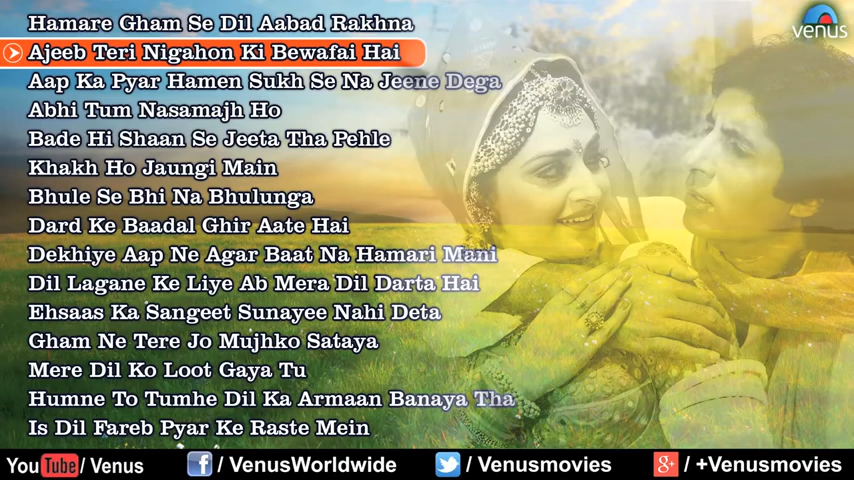 Hamare Gham Se Dil Aabad Rakhna
venus
Ajeeb Teri Nigahon Ki Bewafai Hai
Aap Ka Pyar Hamen Sukh Se Na Jeene Dega
Abhi Tum Nasamajh Ho
Bade Hi Shaan Se Jeeta Tha Pehle
Khakh Ho Jaungi Main
Bhule Se Bhi Na Bhulunga
Dard Ke Baadal Ghir Aate Hai
Dekhiye Aap Ne Agar Baat Na Hamari Mani
Dil Lagane Ke Liye Ab Mera Dil Darta Hai
Ehsaas Ka Sangeet Sunayee Nahi Deta
Gham Ne Tere Jo Mujhko Sataya
Mere Dil Ko Loot Gaya Tu
Humne To Tumhe Dil Ka Armaan Banaya Tha
Is Dil Fareb Pyar Ke Raste Mein
You Tube / Venus f / VenusWorldwide / Venusmovies g+ / +Venusmovies